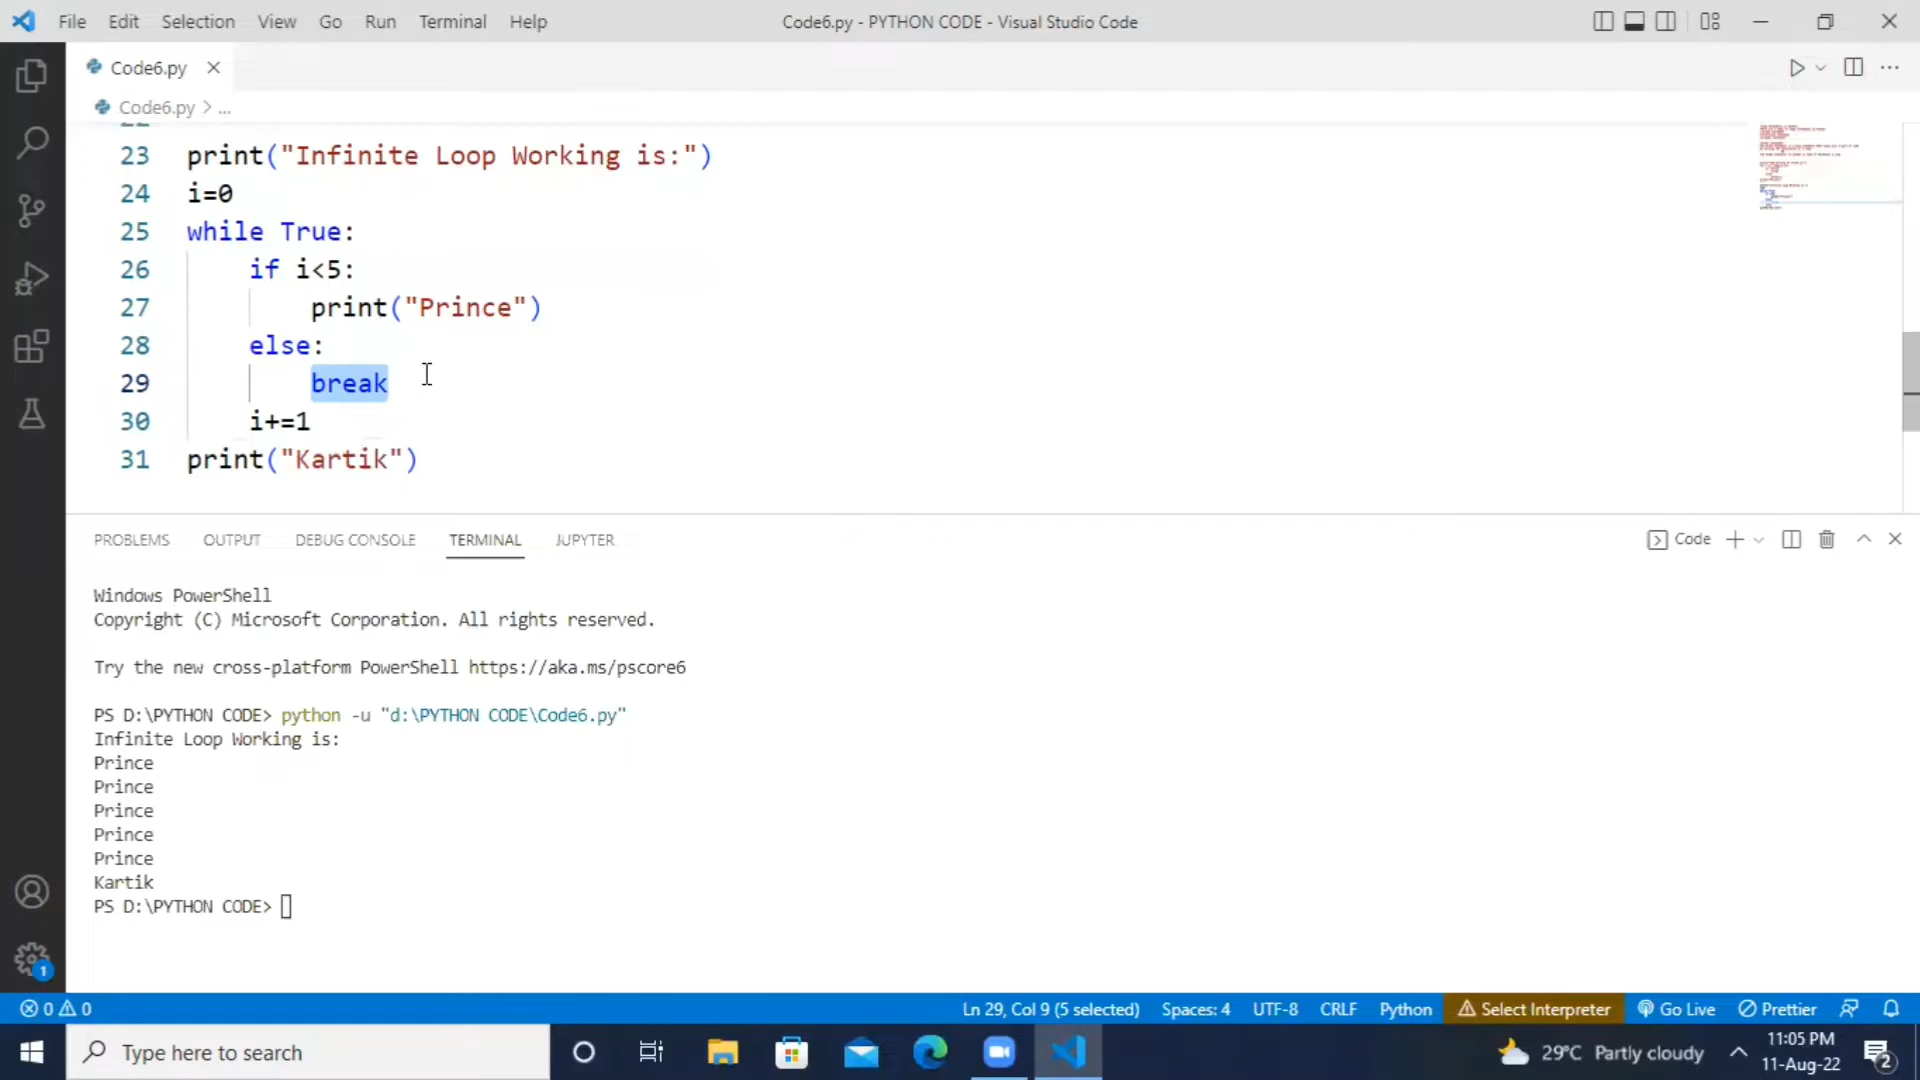 File Edit Selection View Go Run Terminal Help Code6.py - PYTHON CODE - Visual Studio Code
Code6.py
Code6.py > ...
23 print("Infinite Loop Working is:")
24 i=0
25 while True:
26 if i<5:
27 print("Prince")
28 else:
29 break
30 i+=1
31 print("Kartik")
PROBLEMS OUTPUT DEBUG CONSOLE TERMINAL JUPYTER Code
Windows PowerShell
Copyright (C) Microsoft Corporation. All rights reserved.
Try the new cross-platform PowerShell https://aka.ms/pscore6
PS D:\PYTHON CODE> python -u "d:\PYTHON CODE\Code6.py"
Infinite Loop Working is:
Prince
Prince
Prince
Prince
Prince
Kartik
PS D:\PYTHON CODE>
1
0 0 Ln 29, Col 9 (5 selected) Spaces: 4 UTF-8 CRLF Python Select Interpreter Go Live Prettier
Type here to search 29°C Partly cloudy 11:05 PM
11-Aug-22 2